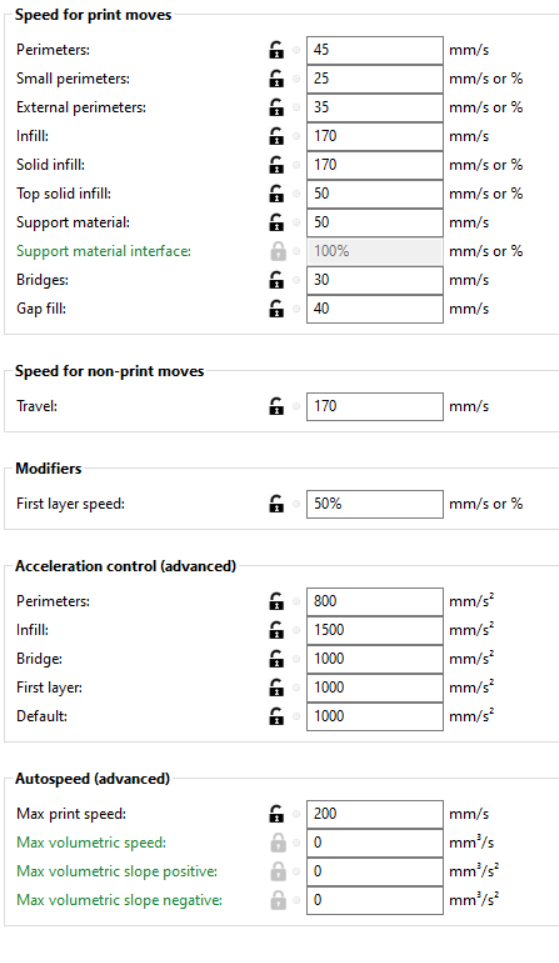 Speed for print moves
Perimeters: 45 mm/s
Small perimeters: 25 mm/s or %
External perimeters: 35 mm/s or %
Infill: 170 mm/s
Solid infill: 170 mm/s or %
Top solid infill: 50 mm/s or %
Support material: 50 mm/s
Support material interface: 100% mm/s or %
Bridges: 30 mm/s
Gap fill: 40 mm/s
Speed for non-print moves
Travel: 170 mm/s
Modifiers
First layer speed: 50% mm/s or %
Acceleration control (advanced)
Perimeters: 800 mm/s²
Infill: 1500 mm/s²
Bridge: 1000 mm/s²
First layer: 1000 mm/s²
Default: 1000 mm/s²
Autospeed (advanced)
Max print speed: 200 mm/s
Max volumetric speed: 0 mm³/s
Max volumetric slope positive: 0 mm³/s²
Max volumetric slope negative: 0 mm³/s²